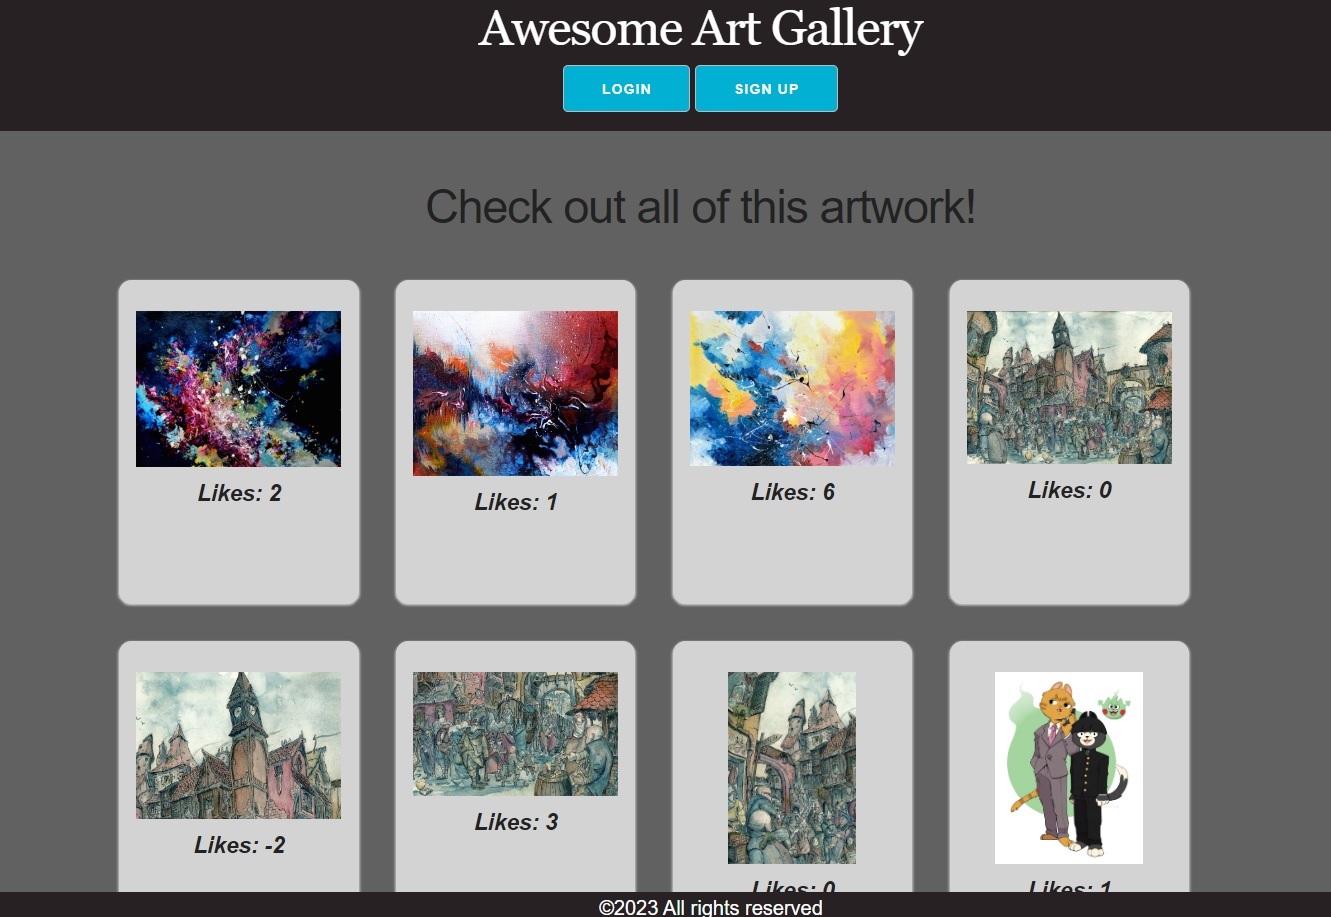 Awesome Art Gallery
LOGIN SIGN UP
Check out all of this artwork!
Likes: 2
Likes: 1
Likes: 6
Likes: 0
Likes: -2
Likes: 3
Likes: 0
Likes: 1
©2023 All rights reserved